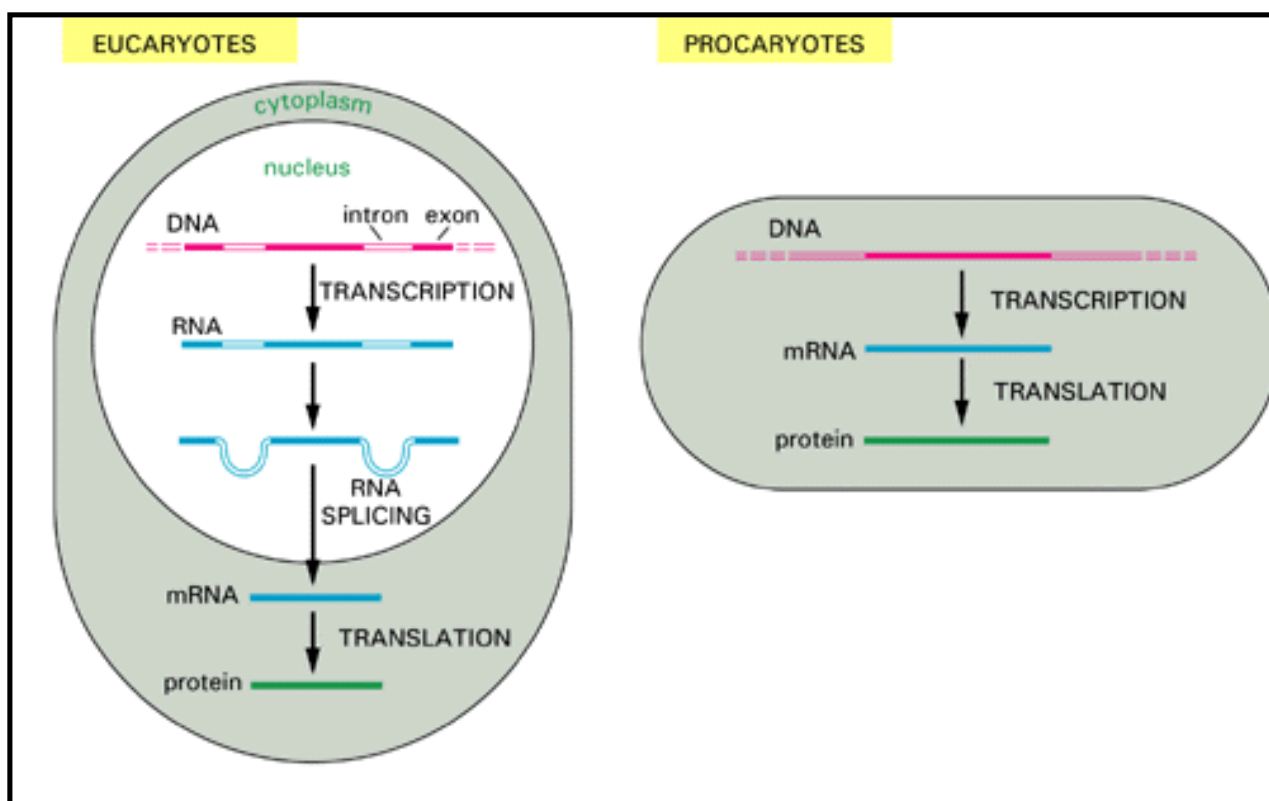 EUCARYOTES
cytoplasm
nucleus
DNA
intron exon
TRANSCRIPTION
RNA
RNA
SPLICING
mRNA
TRANSLATION
protein
PROCARYOTES
DNA
TRANSCRIPTION
mRNA
TRANSLATION
protein